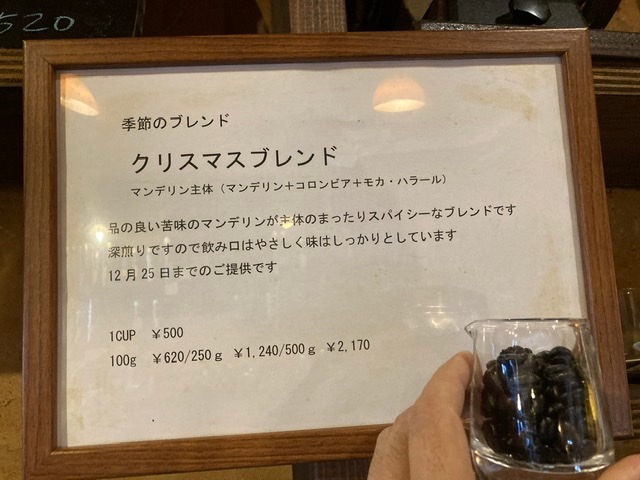 520
季節のブレンド
クリスマスブレンド
マンデリン主体（マンデリン＋コロンビア＋モカ・ハラール）
品の良い苦味のマンデリンが主体のまったりスパイシーなブレンドです
深煎りですので飲み口はやさしく味はしっかりとしています
12月25日までのご提供です
1CUP ￥500
100g ￥620/250g ￥1,240/500g ￥2,170